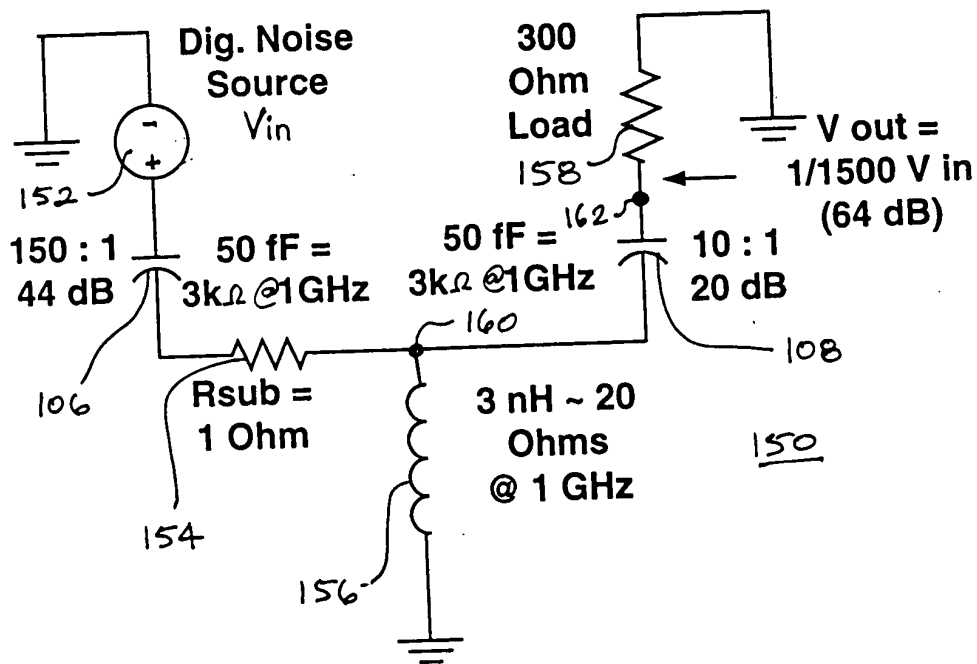 Dig. Noise
Source
Vin
152
300
Ohm
Load
158
V out =
1/1500 V in
(64 dB)
162
150 : 1
44 dB
50 fF =
3kΩ @1GHz
50 fF =
3kΩ @1GHz
10 : 1
20 dB
160
108
106
Rsub =
1 Ohm
3 nH ~ 20
Ohms
@ 1 GHz
150
154
156